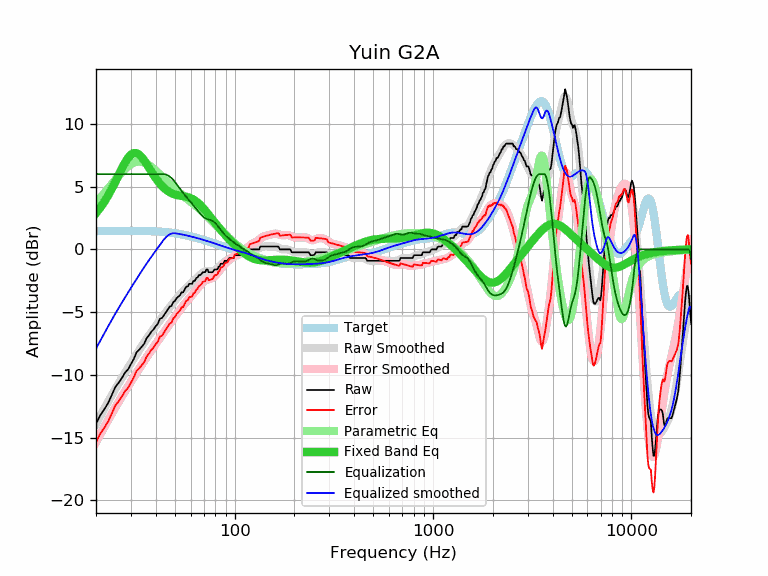 Yuin G2A
Amplitude (dBr)
10
5
0
−5
−10
−15
−20
100
1000
10000
Frequency (Hz)
Target
Raw Smoothed
Error Smoothed
Raw
Error
Parametric Eq
Fixed Band Eq
Equalization
Equalized smoothed